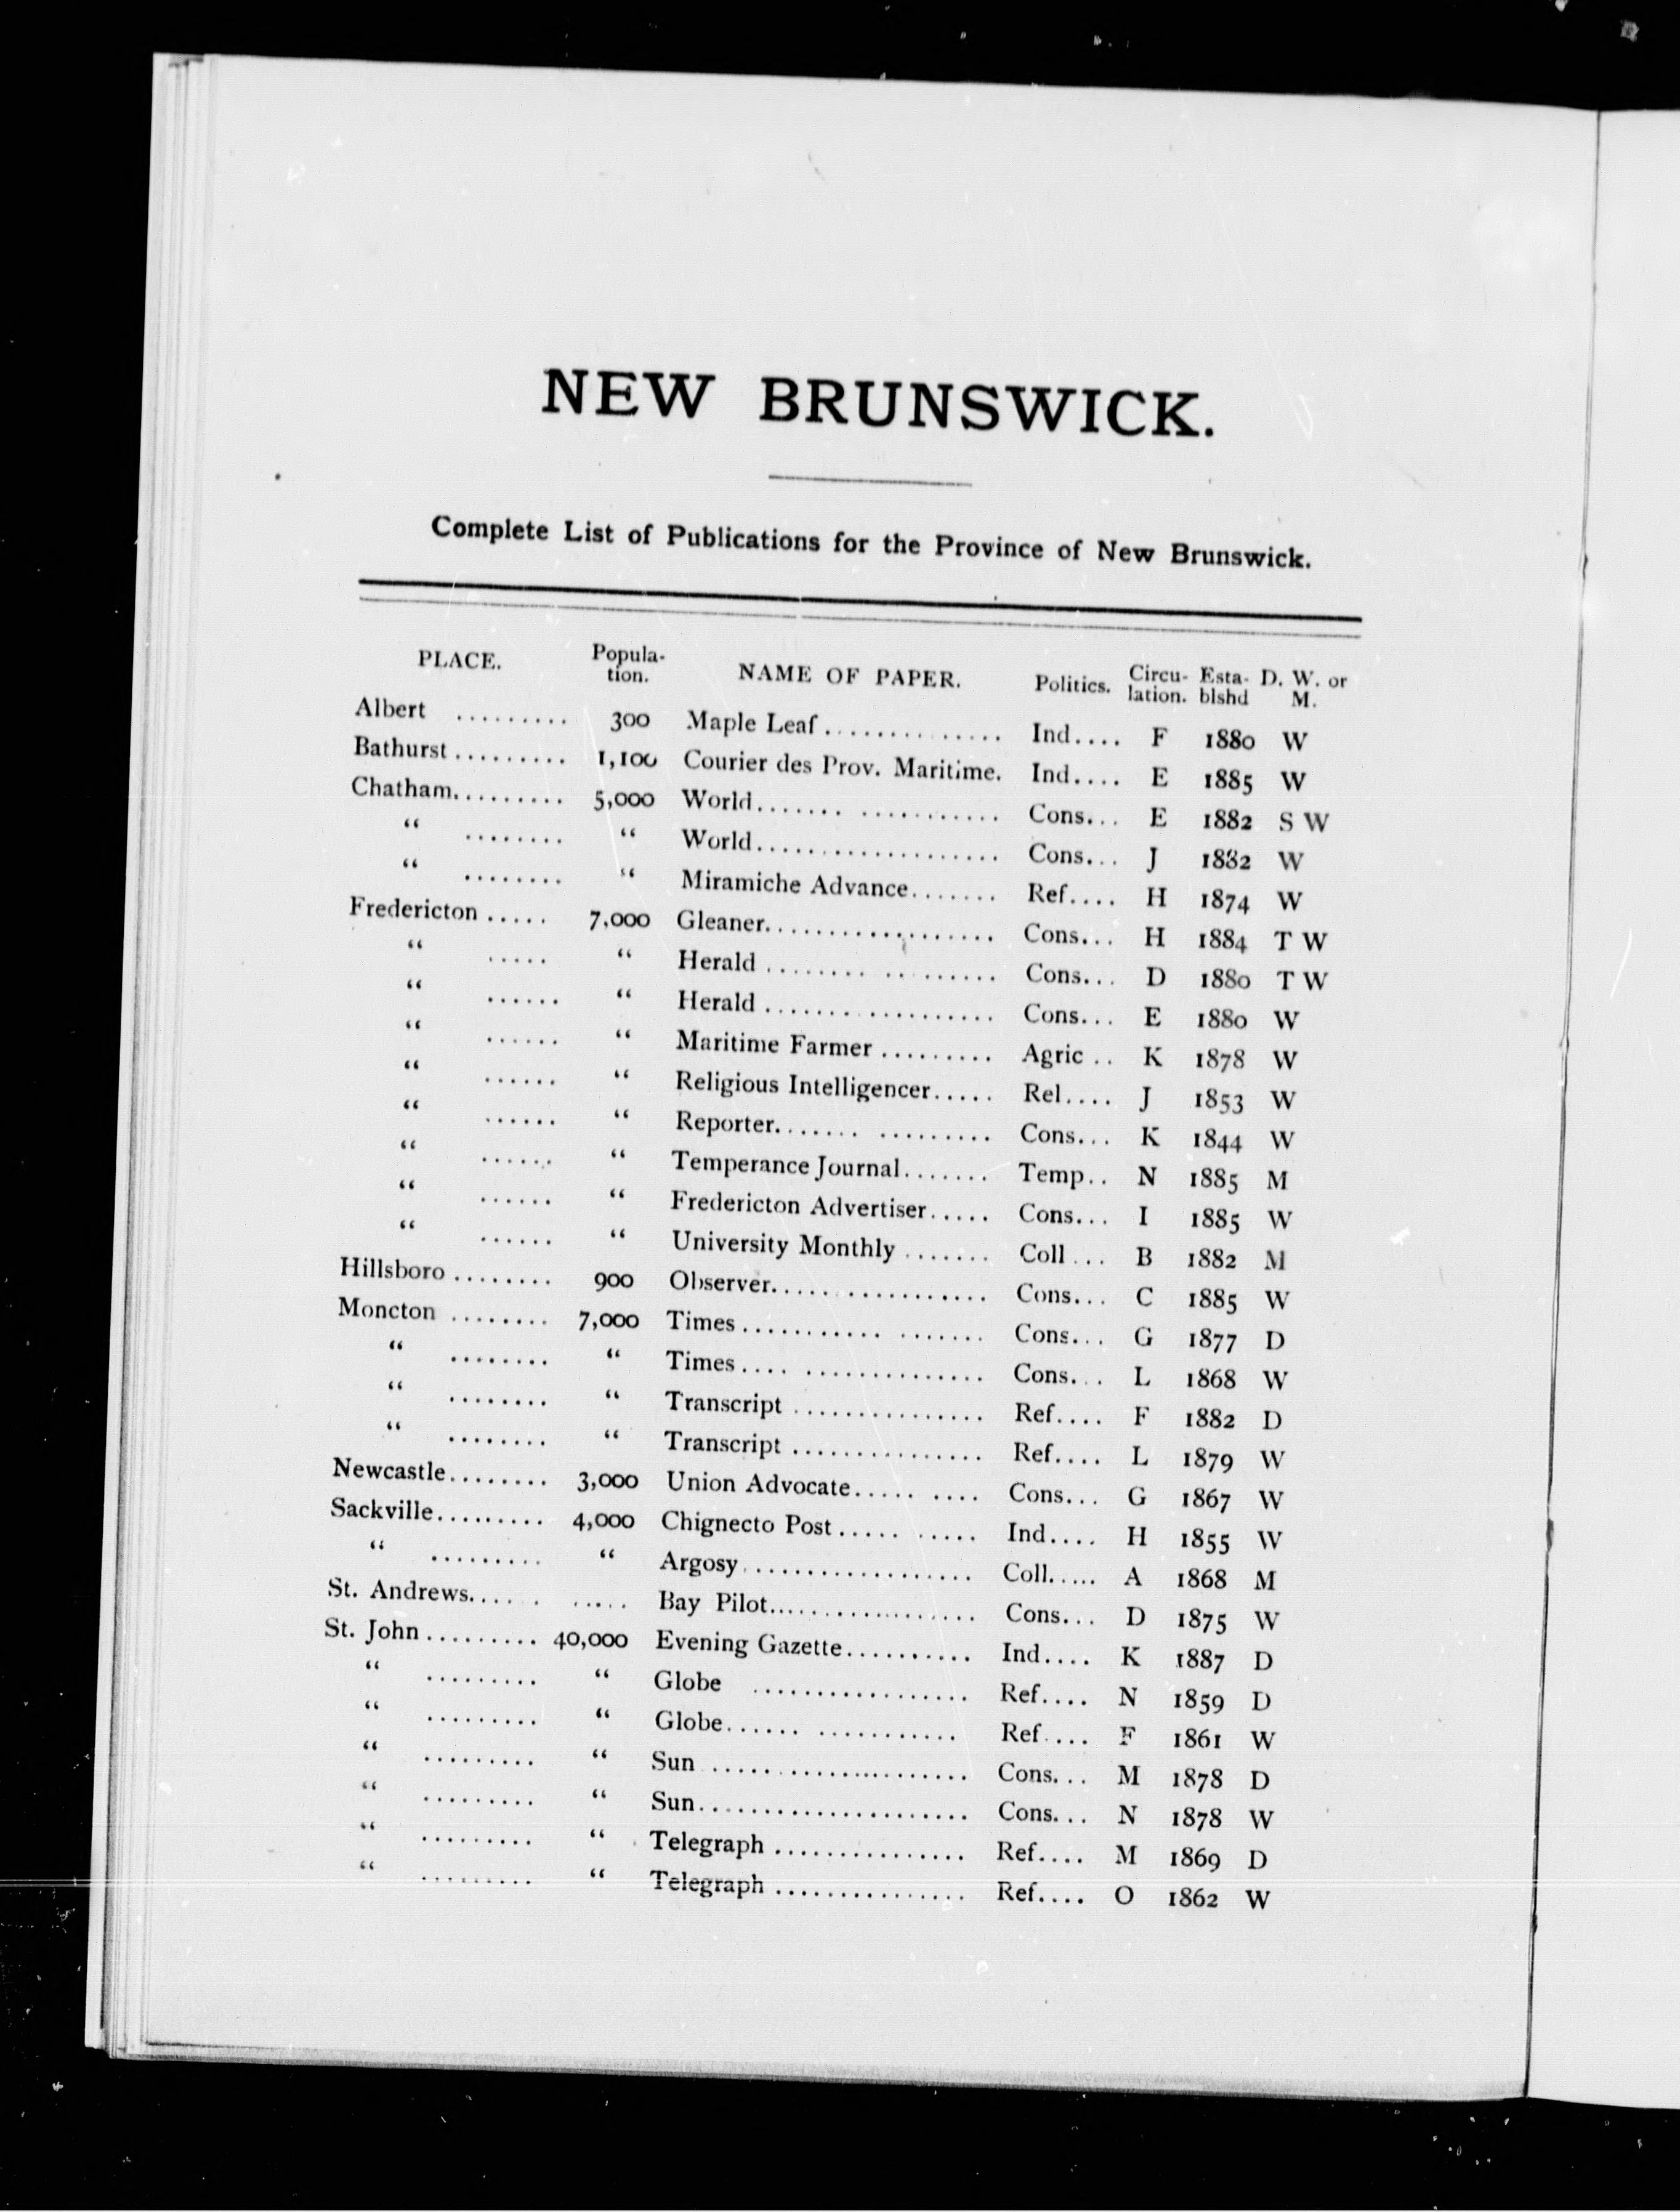 NEW BRUNSWICK.
Complete List of Publications for the Province of New Brunswick.
PLACE. Popula-tion. NAME OF PAPER. Politics. Circu-lation. Esta-blshd D. W. or M.
Albert ......... 300 Maple Leaf .............. Ind.... F 1880 W
Bathurst ......... 1,100 Courier des Prov. Maritime. Ind.... E 1885 W
Chatham......... 5,000 World....... ........... Cons... E 1882 S W
“ ........ “ World................... Cons... J 1882 W
“ ........ “ Miramiche Advance....... Ref.... H 1874 W
Fredericton ..... 7,000 Gleaner.................. Cons... H 1884 T W
“ ..... “ Herald ........ ......... Cons... D 1880 T W
“ ...... “ Herald .................. Cons... E 1880 W
“ ...... “ Maritime Farmer ......... Agric .. K 1878 W
“ ...... “ Religious Intelligencer..... Rel.... J 1853 W
“ ...... “ Reporter....... ......... Cons... K 1844 W
“ ...... “ Temperance Journal....... Temp.. N 1885 M
“ ...... “ Fredericton Advertiser..... Cons... I 1885 W
“ ...... “ University Monthly ....... Coll ... B 1882 M
Hillsboro ........ 900 Observer................. Cons... C 1885 W
Moncton ........ 7,000 Times........... ....... Cons... G 1877 D
“ ........ “ Times.... .............. Cons... L 1868 W
“ ........ “ Transcript ............... Ref.... F 1882 D
“ ........ “ Transcript ............... Ref.... L 1879 W
Newcastle........ 3,000 Union Advocate..... .... Cons... G 1867 W
Sackville......... 4,000 Chignecto Post..... ..... Ind.... H 1855 W
“ ......... “ Argosy.................. Coll..... A 1868 M
St. Andrews...... ..... Bay Pilot................ Cons... D 1875 W
St. John ......... 40,000 Evening Gazette.......... Ind.... K 1887 D
“ ......... “ Globe ................. Ref.... N 1859 D
“ ......... “ Globe...... ........... Ref.... F 1861 W
“ ......... “ Sun .................... Cons... M 1878 D
“ ......... “ Sun..................... Cons... N 1878 W
“ ......... “ Telegraph ............... Ref.... M 1869 D
“ ......... “ Telegraph ............... Ref.... O 1862 W